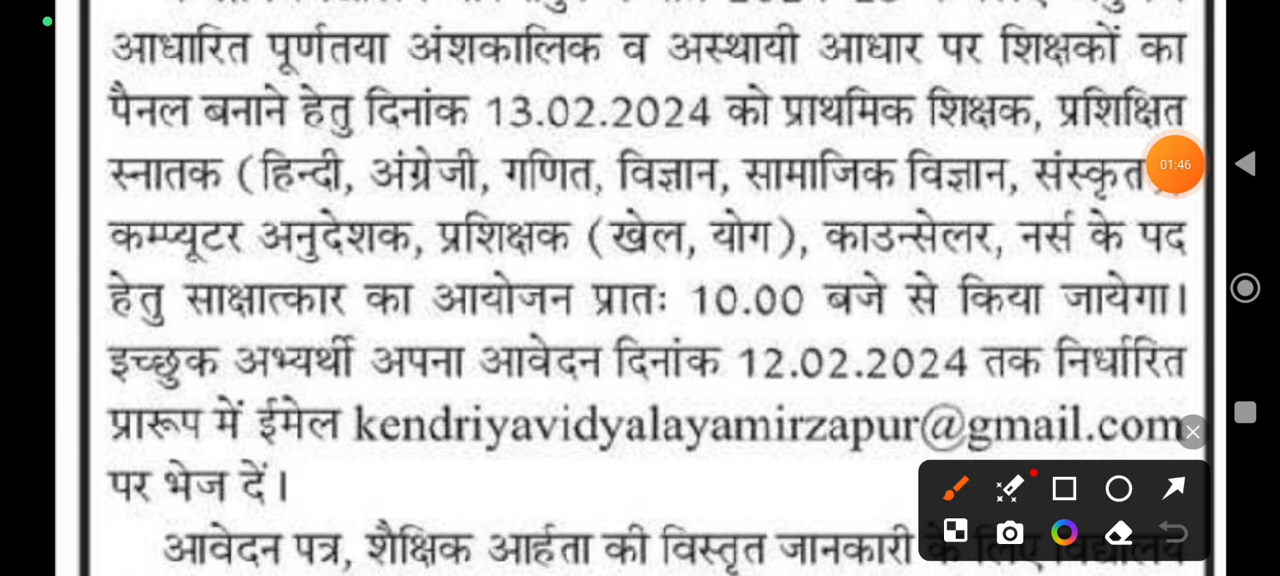 आधारित पूर्णतया अंशकालिक व अस्थायी आधार पर शिक्षकों का
पैनल बनाने हेतु दिनांक 13.02.2024 को प्राथमिक शिक्षक, प्रशिक्षित
स्नातक (हिन्दी, अंग्रेजी, गणित, विज्ञान, सामाजिक विज्ञान, संस्कृत
01:46
कम्प्यूटर अनुदेशक, प्रशिक्षक (खेल, योग), काउन्सेलर, नर्स के पद
हेतु साक्षात्कार का आयोजन प्रातः 10.00 बजे से किया जायेगा।
इच्छुक अभ्यर्थी अपना आवेदन दिनांक 12.02.2024 तक निर्धारित
प्रारूप में ईमेल kendriyavidyalayamirzapur@gmail.com
पर भेज दें।
आवेदन पत्र, शैक्षिक आर्हता की विस्तृत जानकारी के लिए विद्यालय